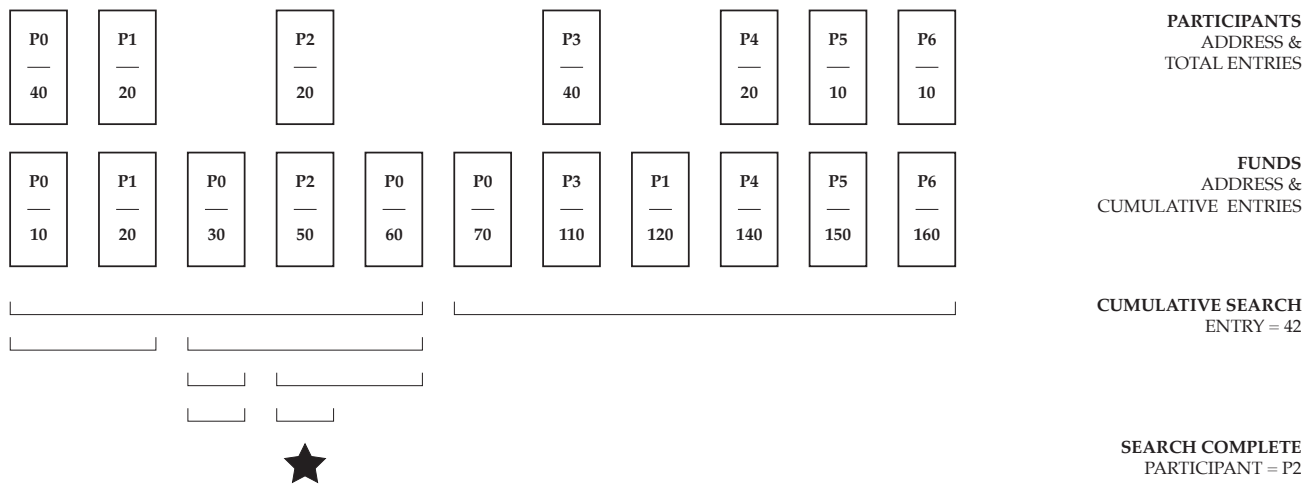 P0
40
P1
20
P2
20
P3
40
P4
20
P5
10
P6
10
PARTICIPANTS
ADDRESS &
TOTAL ENTRIES
P0
10
P1
20
P0
30
P2
50
P0
60
P0
70
P3
110
P1
120
P4
140
P5
150
P6
160
FUNDS
ADDRESS &
CUMULATIVE ENTRIES
CUMULATIVE SEARCH
ENTRY = 42
SEARCH COMPLETE
PARTICIPANT = P2